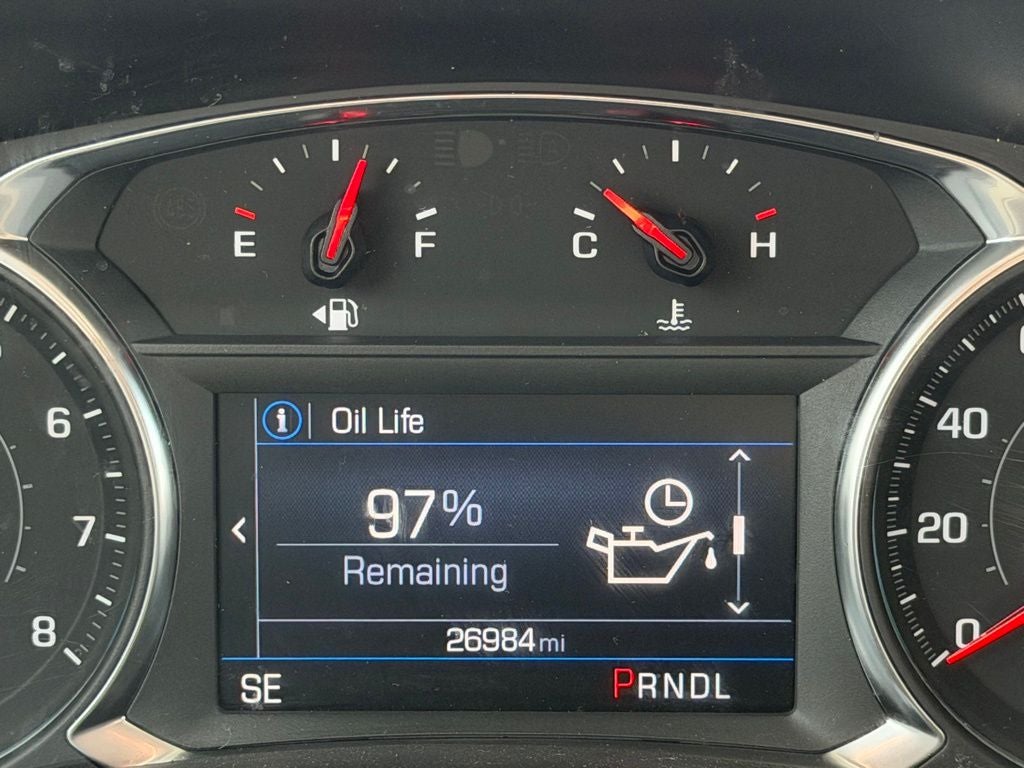 E F C H
Oil Life
97%
Remaining
26984 mi
SE PRNDL
6
7
8
40
20
0